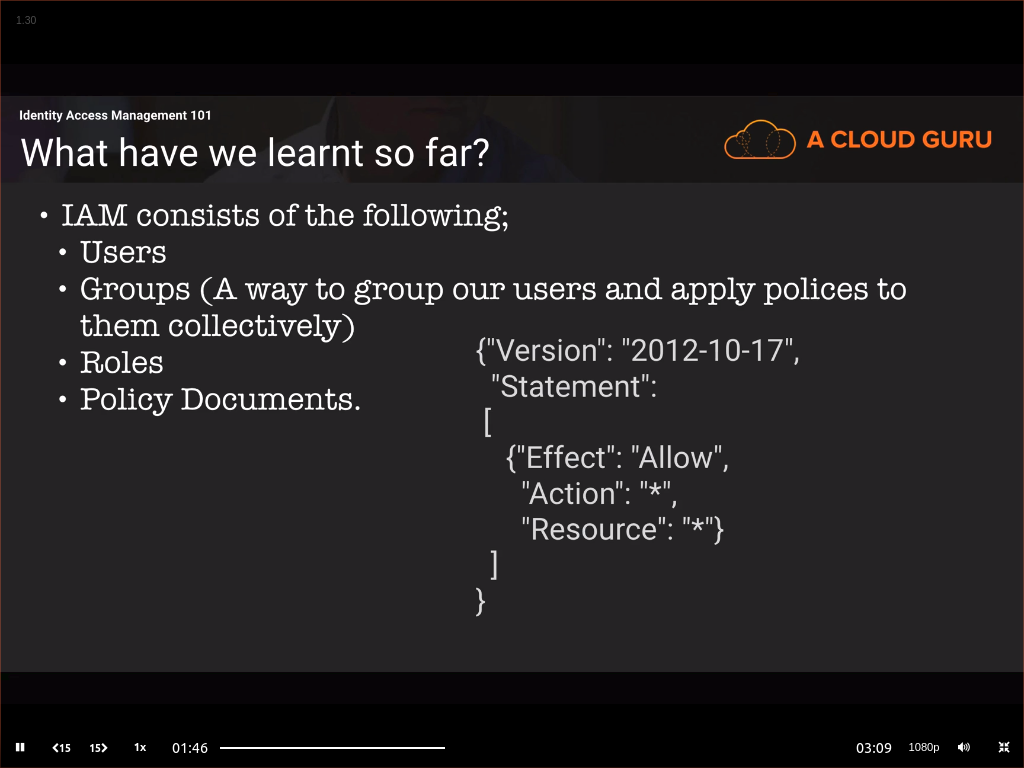 1.30
Identity Access Management 101
What have we learnt so far?
A CLOUD GURU
• IAM consists of the following;
• Users
• Groups (A way to group our users and apply polices to
them collectively)
• Roles
• Policy Documents.
{"Version": "2012-10-17",
"Statement":
[
{"Effect": "Allow",
"Action": "*",
"Resource": "*"}
]
}
15
15
1x
01:46
03:09
1080p